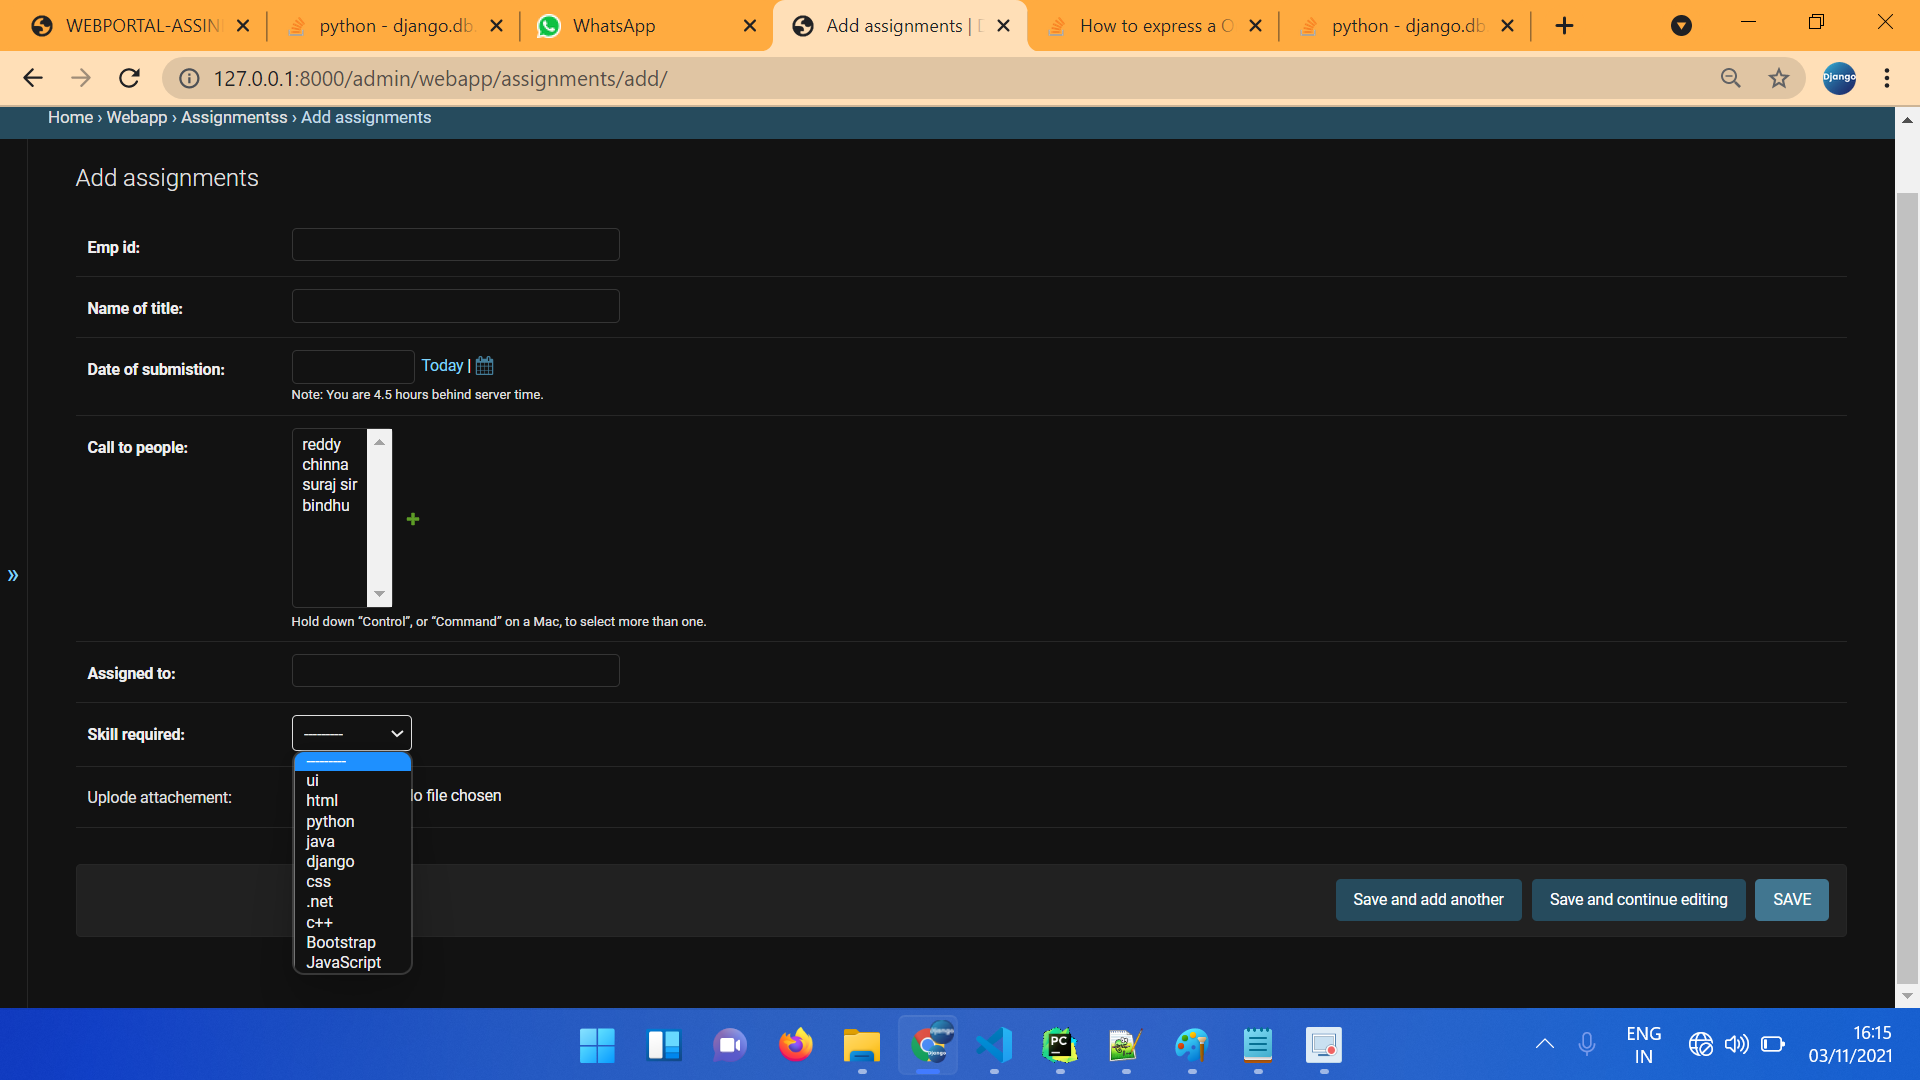 WEBPORTAL-ASSIN
python - django.db.
WhatsApp
Add assignments |
How to express a O
python - django.db
127.0.0.1:8000/admin/webapp/assignments/add/
Django
Home › Webapp › Assignmentss › Add assignments
Add assignments
Emp id:
Name of title:
Date of submistion:
Today |
Note: You are 4.5 hours behind server time.
Call to people:
reddy
chinna
suraj sir
bindhu
»
Hold down “Control”, or “Command” on a Mac, to select more than one.
Assigned to:
Skill required:
---------
---------
ui
html
python
java
django
css
.net
c++
Bootstrap
JavaScript
Uplode attachement:
o file chosen
Save and add another
Save and continue editing
SAVE
PC
ENG
IN
16:15
03/11/2021